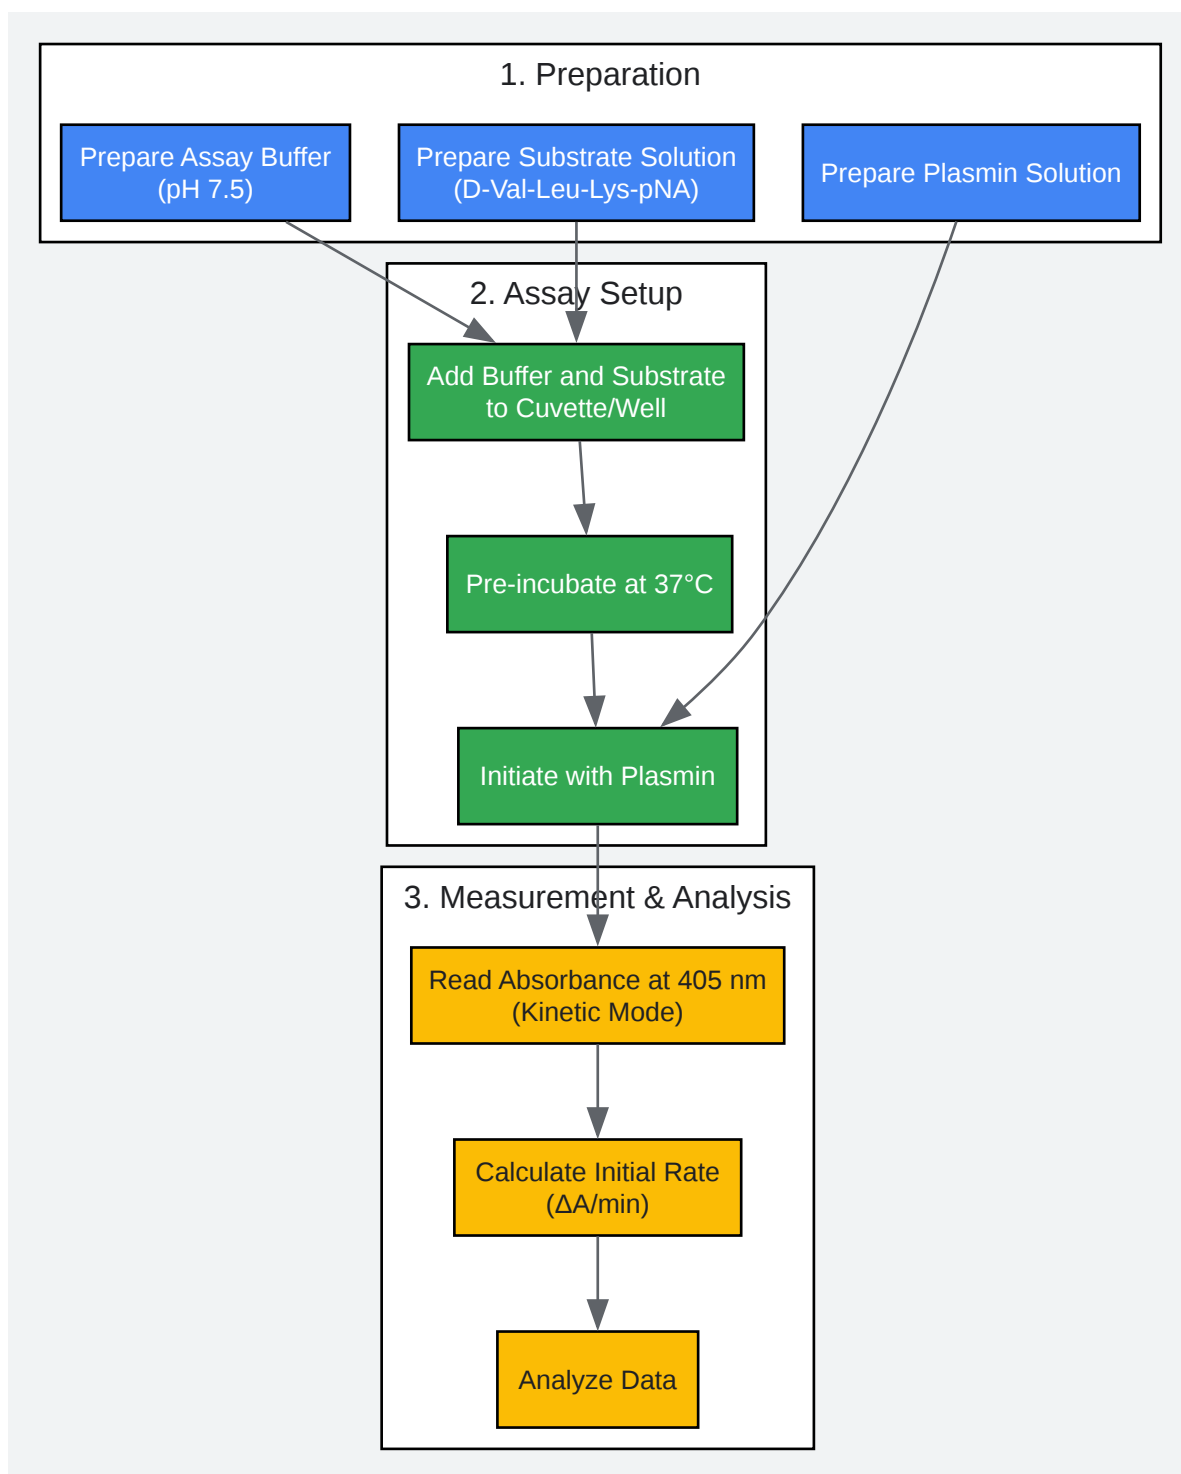 1. Preparation
Prepare Assay Buffer
(pH 7.5)
Prepare Substrate Solution
(D-Val-Leu-Lys-pNA)
Prepare Plasmin Solution
2. Assay Setup
Add Buffer and Substrate
to Cuvette/Well
Pre-incubate at 37°C
Initiate with Plasmin
3. Measurement & Analysis
Read Absorbance at 405 nm
(Kinetic Mode)
Calculate Initial Rate
(ΔA/min)
Analyze Data